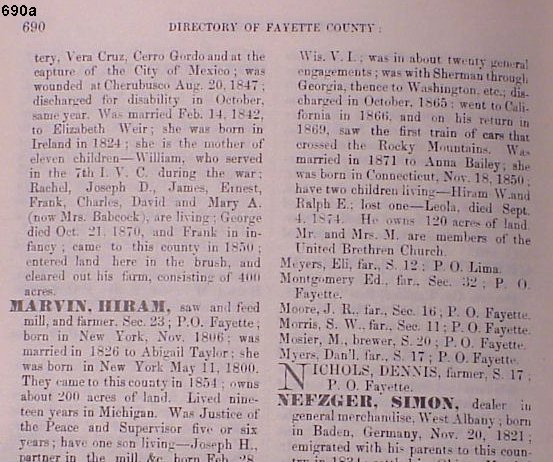 690a
690 DIRECTORY OF FAYETTE COUNTY:
tery, Vera Cruz, Cerro Gordo and at the
capture of the City of Mexico; was
wounded at Cherubusco Aug. 20, 1847;
discharged for disability in October,
same year. Was married Feb. 14, 1842,
to Elizabeth Weir; she was born in
Ireland in 1824; she is the mother of
eleven children—William, who served
in the 7th I. V. C. during the war;
Rachel, Joseph D., James, Ernest,
Frank, Charles, David and Mary A.
(now Mrs. Babcock), are living; George
died Oct. 21, 1870, and Frank in in-
fancy; came to this county in 1850;
entered land here in the brush, and
cleared out his farm, consisting of 400
acres.
MARVIN, HIRAM, saw and feed
mill, and farmer, Sec. 23; P.O. Fayette;
born in New York, Nov. 1806; was
married in 1826 to Abigail Taylor; she
was born in New York May 11, 1800.
They came to this county in 1854; owns
about 200 acres of land. Lived nine-
teen years in Michigan. Was Justice of
the Peace and Supervisor five or six
years; have one son living—Joseph H.,
partner in the mill, &c., born Feb. 28,
Wis. V. I.; was in about twenty general
engagements; was with Sherman through
Georgia, thence to Washington, etc., dis-
charged in October, 1865; went to Cali-
fornia in 1866, and on his return in
1869, saw the first train of cars that
crossed the Rocky Mountains. Was
married in 1871 to Anna Bailey; she
was born in Connecticut, Nov. 18, 1850;
have two children living—Hiram W. and
Ralph E.; lost one—Leola, died Sept.
4, 1874. He owns 120 acres of land.
Mr. and Mrs. M. are members of the
United Brethren Church.
Meyers, Eli, far., S. 12; P. O. Lima.
Montgomery Ed., far., Sec. 32; P. O.
Fayette.
Moore, J. R., far., Sec. 16; P. O. Fayette.
Morris, S. W., far., Sec. 11; P. O. Fayette.
Mosier, M., brewer, S. 20; P. O. Fayette.
Myers, Dan'l, far., S. 17; P. O. Fayette.
NICHOLS, DENNIS, farmer, S. 17;
P. O. Fayette.
NEFZGER, SIMON, dealer in
general merchandise, West Albany; born
in Baden, Germany, Nov. 20, 1821;
emigrated with his parents to this coun-